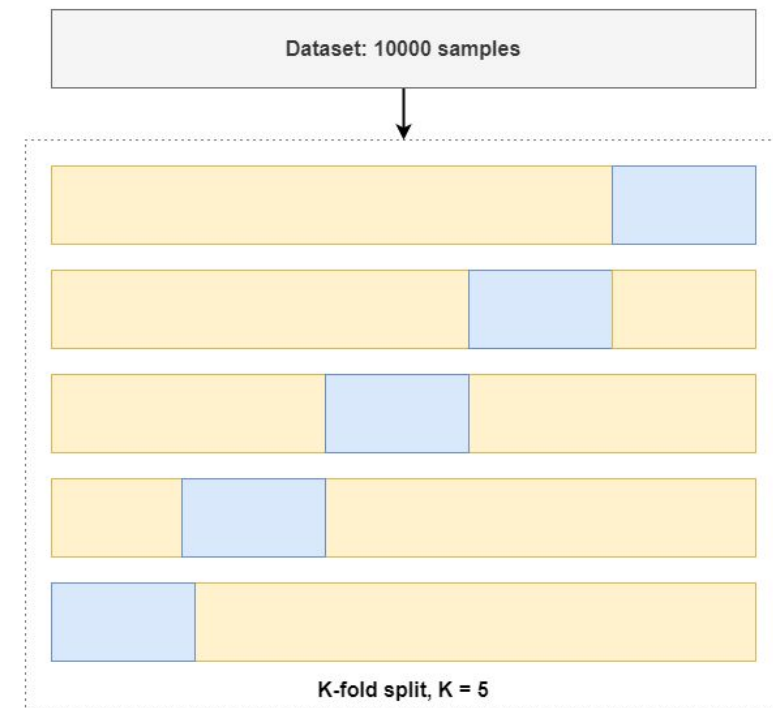 Dataset: 10000 samples
K-fold split, K = 5